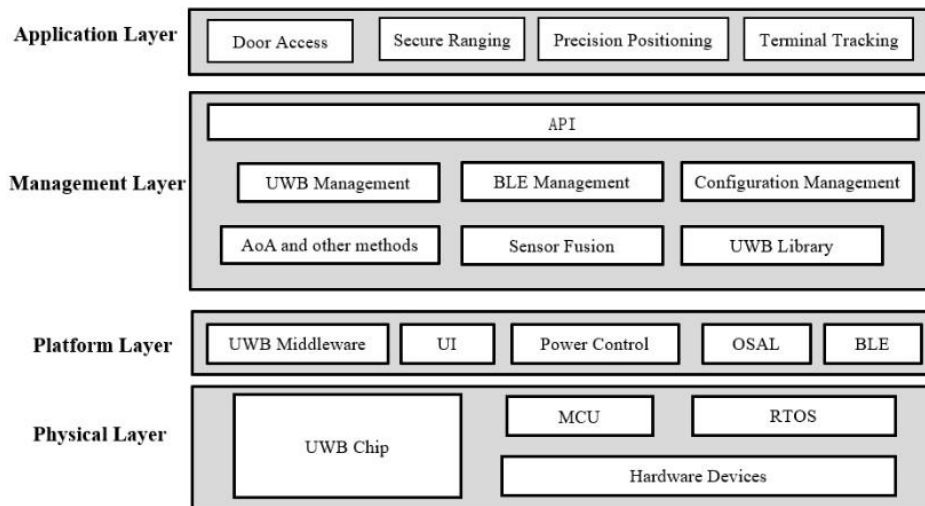 Application Layer
Door Access
Secure Ranging
Precision Positioning
Terminal Tracking
API
Management Layer
UWB Management
BLE Management
Configuration Management
AoA and other methods
Sensor Fusion
UWB Library
Platform Layer
UWB Middleware
UI
Power Control
OSAL
BLE
Physical Layer
UWB Chip
MCU
RTOS
Hardware Devices